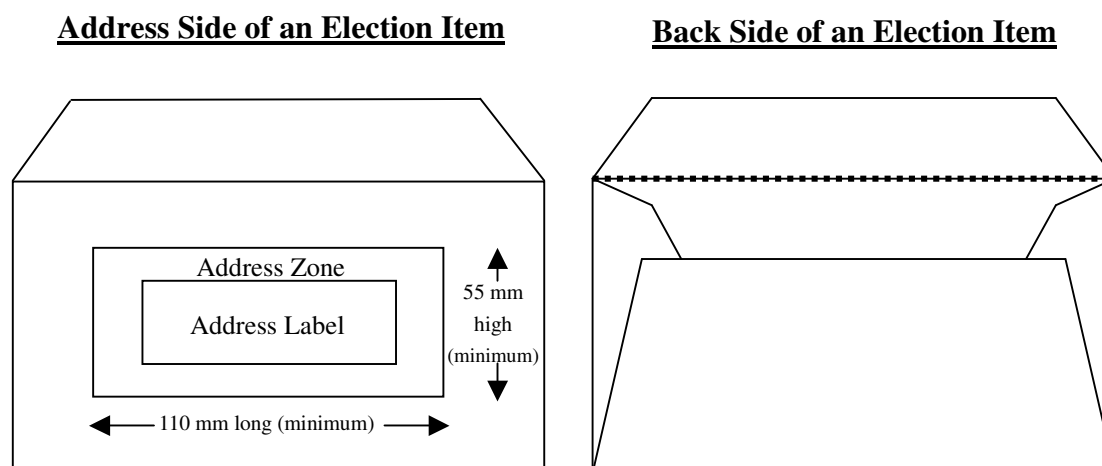 Address Side of an Election Item
Back Side of an Election Item
Address Zone
Address Label
55 mm
high
(minimum)
110 mm long (minimum)